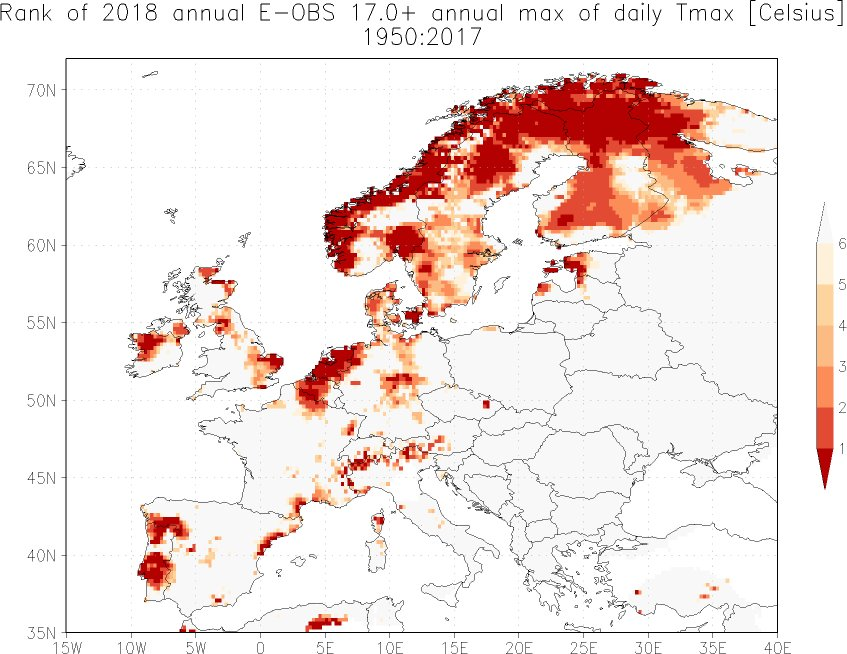 Rank of 2018 annual E-OBS 17.0+ annual max of daily Tmax [Celsius]
1950:2017
70N
65N
60N
55N
50N
45N
40N
35N
15W 10W 5W 0 5E 10E 15E 20E 25E 30E 35E 40E
6
5
4
3
2
1